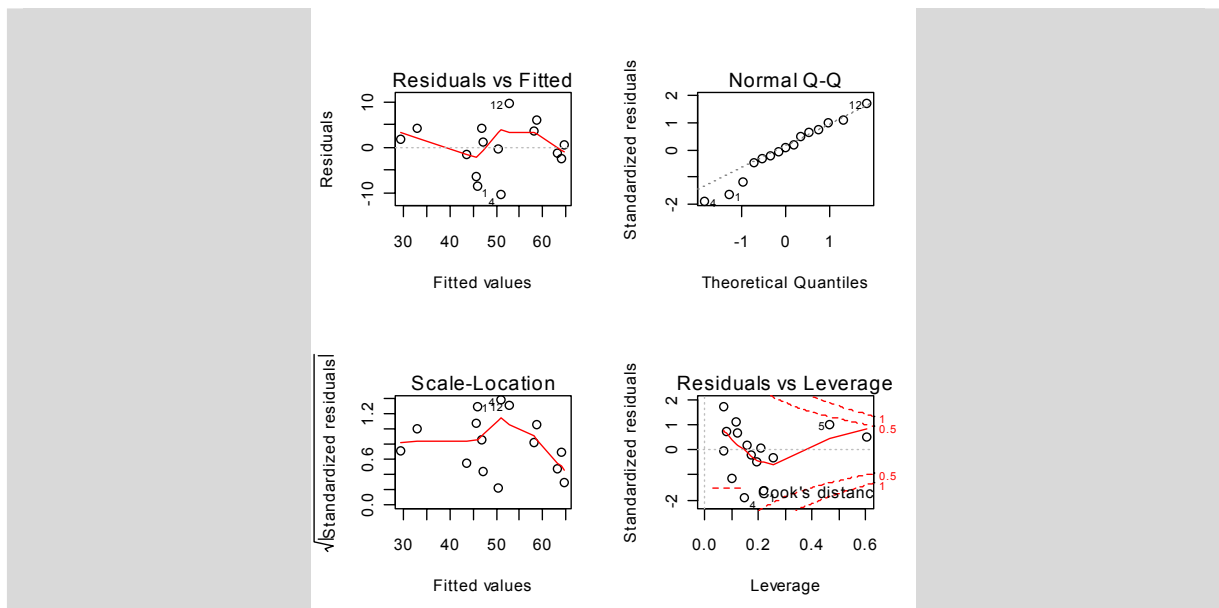 Residuals vs Fitted
Residuals
10
0
-10
12
1
4
30 40 50 60
Fitted values
Normal Q-Q
Standardized residuals
2
1
0
-2
12
4
1
-1 0 1
Theoretical Quantiles
Scale-Location
√|Standardized residuals|
1.2
0.6
0.0
4
1
12
30 40 50 60
Fitted values
Residuals vs Leverage
Standardized residuals
2
1
0
-2
5
1
0.5
0.5
1
Cook's distanc
4
1
0.0 0.2 0.4 0.6
Leverage